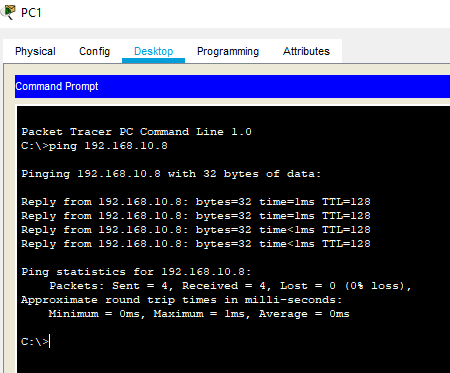 PC1
Physical Config Desktop Programming Attributes
Command Prompt
Packet Tracer PC Command Line 1.0
C:\>ping 192.168.10.8
Pinging 192.168.10.8 with 32 bytes of data:
Reply from 192.168.10.8: bytes=32 time=1ms TTL=128
Reply from 192.168.10.8: bytes=32 time=1ms TTL=128
Reply from 192.168.10.8: bytes=32 time<1ms TTL=128
Reply from 192.168.10.8: bytes=32 time<1ms TTL=128
Ping statistics for 192.168.10.8:
Packets: Sent = 4, Received = 4, Lost = 0 (0% loss),
Approximate round trip times in milli-seconds:
Minimum = 0ms, Maximum = 1ms, Average = 0ms
C:\>